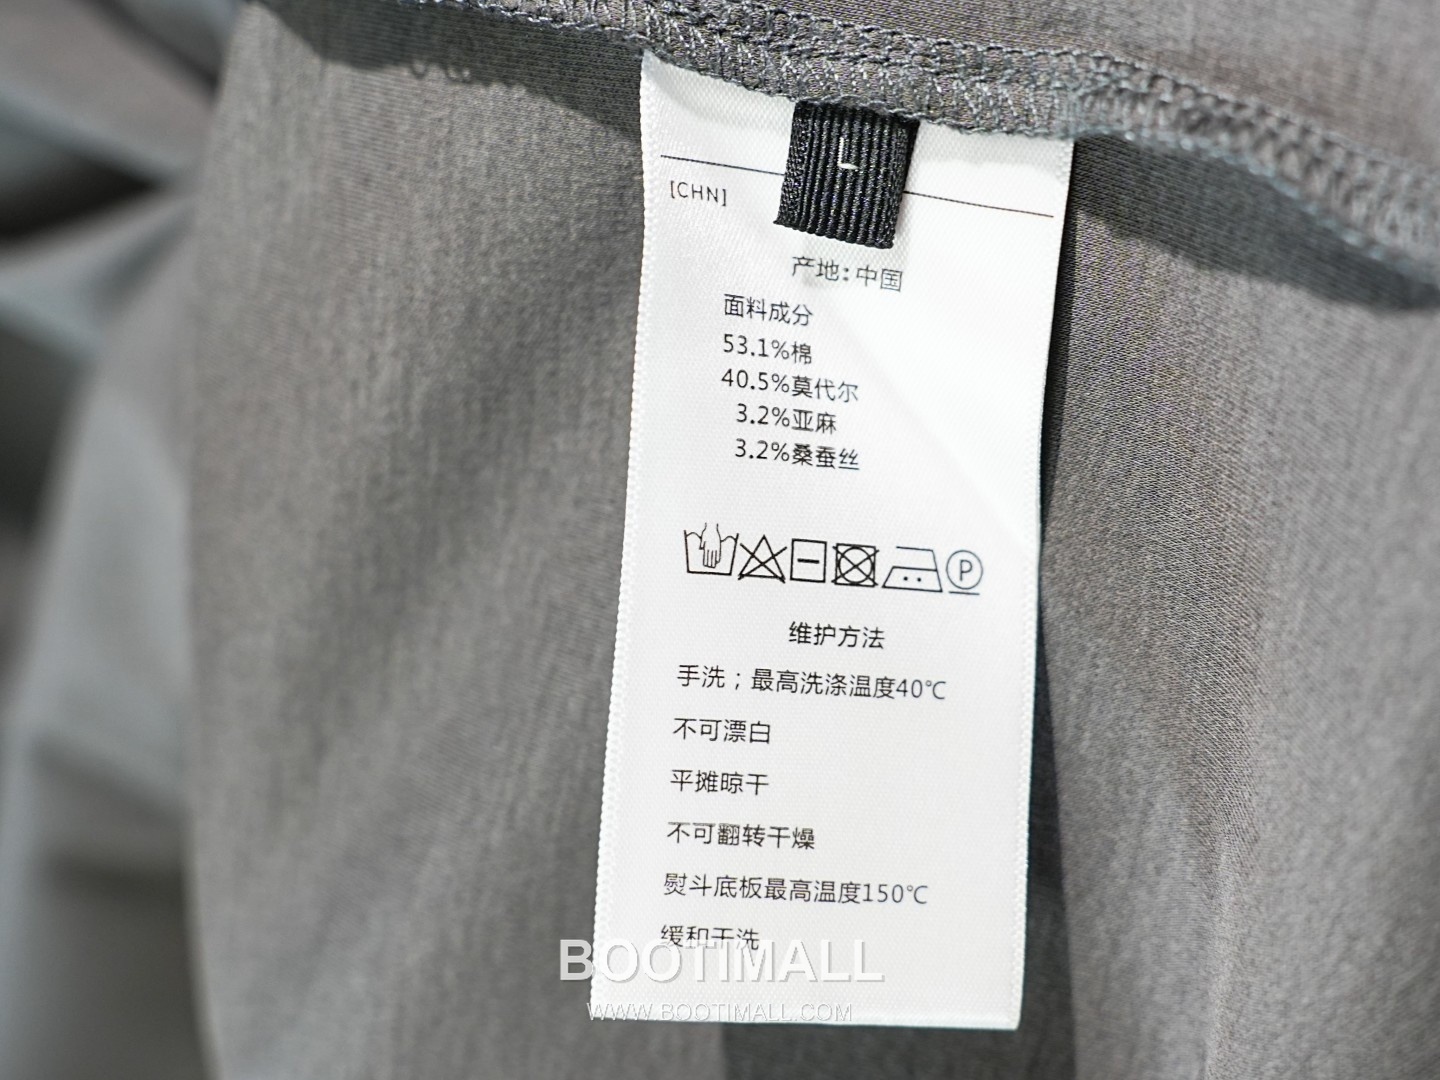 L
[CHN]
产地:中国
面料成分
53.1%棉
40.5%莫代尔
3.2%亚麻
3.2%桑蚕丝
P
维护方法
手洗；最高洗涤温度40℃
不可漂白
平摊晾干
不可翻转干燥
熨斗底板最高温度150℃
缓和干洗
BOOTIMALL
WWW.BOOTIMALL.COM